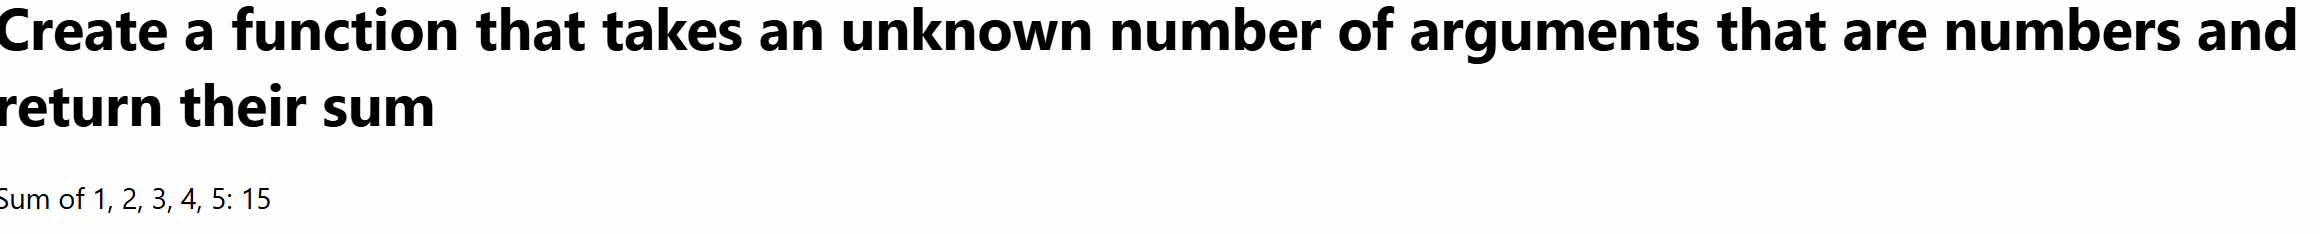 Create a function that takes an unknown number of arguments that are numbers and
return their sum
Sum of 1, 2, 3, 4, 5: 15